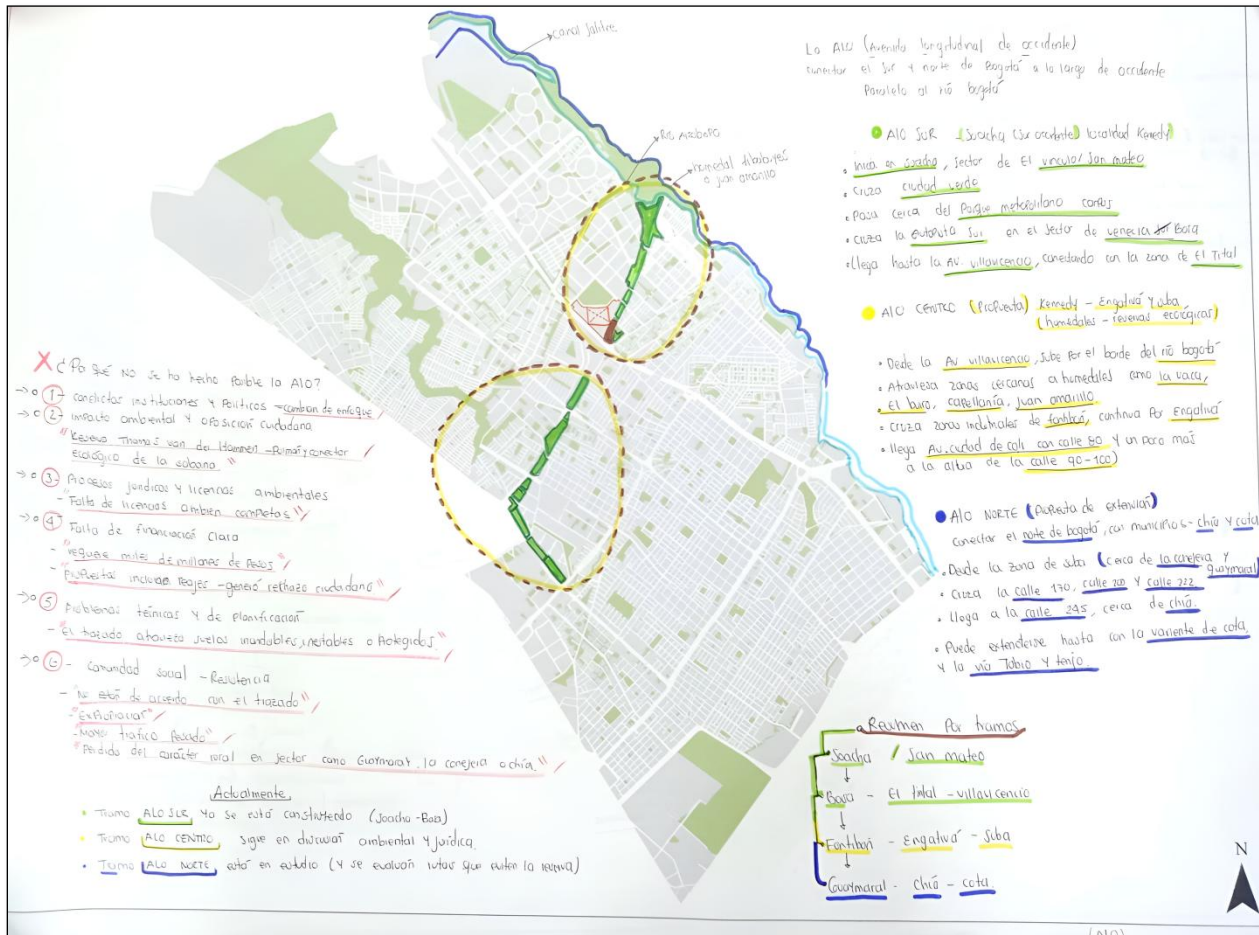 canal Salitre
Rio Arzobispo
humedal tibabuyes
o juan amarillo
La ALO (Avenida longitudinal de occidente)
conectar el sur y norte de Bogotá a lo largo de occidente
Paralelo al río bogotá
ALO SUR - (Soacha (sur occidente) localidad Kenedy)
• inicia en soacha, sector de El vinculo/ San mateo
• cruza ciudad verde
• Pasa cerca del Parque metropolitano
• Cruza la autopista Sur en el sector de venecia Bosa
• Llega hasta la AV. villavicencio, conectando con la zona de El Tintal
ALO CENTRO (Propuesta) Kenedy - Engativá y suba
(humedales - reservas ecológicas)
• Desde la Av villavicencio, sube por el borde del río bogotá
• Atraviesa zonas cercanas a humedales como la vaca,
El buro, capellanía, juan amarillo
• Cruza zonas industriales de fontibón, continua Por Engativá
• llega Av. ciudad de cali con calle 80 y un poco más
a la altura de la calle 90-100)
ALO NORTE (Propuesta de extensión)
conectar el norte de bogotá, con municipios - chía y cota
• Desde la zona de suba (cerca de la conejera y guaymaral)
• Cruza la calle 170, calle 200 y calle 222
• llega a la calle 245, cerca de chía.
• Puede extenderse hasta con la variente de cota
y la vía Tabio y tenjo.
X ¿Por qué NO se ha hecho Posible la ALO?
→ ① - conflictos instituciones y Políticos - cambian de enfoque
→ ② - impacto ambiental y oposición ciudadana
"Reserva Thomas van der Hammen - Pulmón y conector
ecológico de la sabana"
→ ③ Procesos jurídicos y licencias ambientales
- "Falta de licencias ambien completas"
→ ④ Falta de financiación clara
- "requiere miles de millones de Pesos"
- "Propuestas incluian Peajes - generó rechazo ciudadano"
→ ⑤ Problemas técnicos y de planificación
- "El trazado atraviesa suelos inundables, inestables o Protegidos."
→ ⑥ - Comunidad social - Resistencia
- "No están de acuerdo con el trazado"
- "Expropiacion"
- "Mayor trafico Pesado"
- "Perdida del carácter rural en sector como Guaymaral, la conejera o chía."
Actualmente
• Tramo ALO SUR, ya se está construyendo (Soacha - Bosa)
• Tramo ALO CENTRO, sigue en discusión ambiental y jurídica.
• Tramo ALO NORTE, está en estudio (y se evalúan rutas que eviten la reserva)
Resumen Por tramos
Soacha / San mateo
↓
Bosa - El tintal - villavicencio
↓
Fontibón - Engativá - Suba
↓
Guaymaral - chía - cota
N